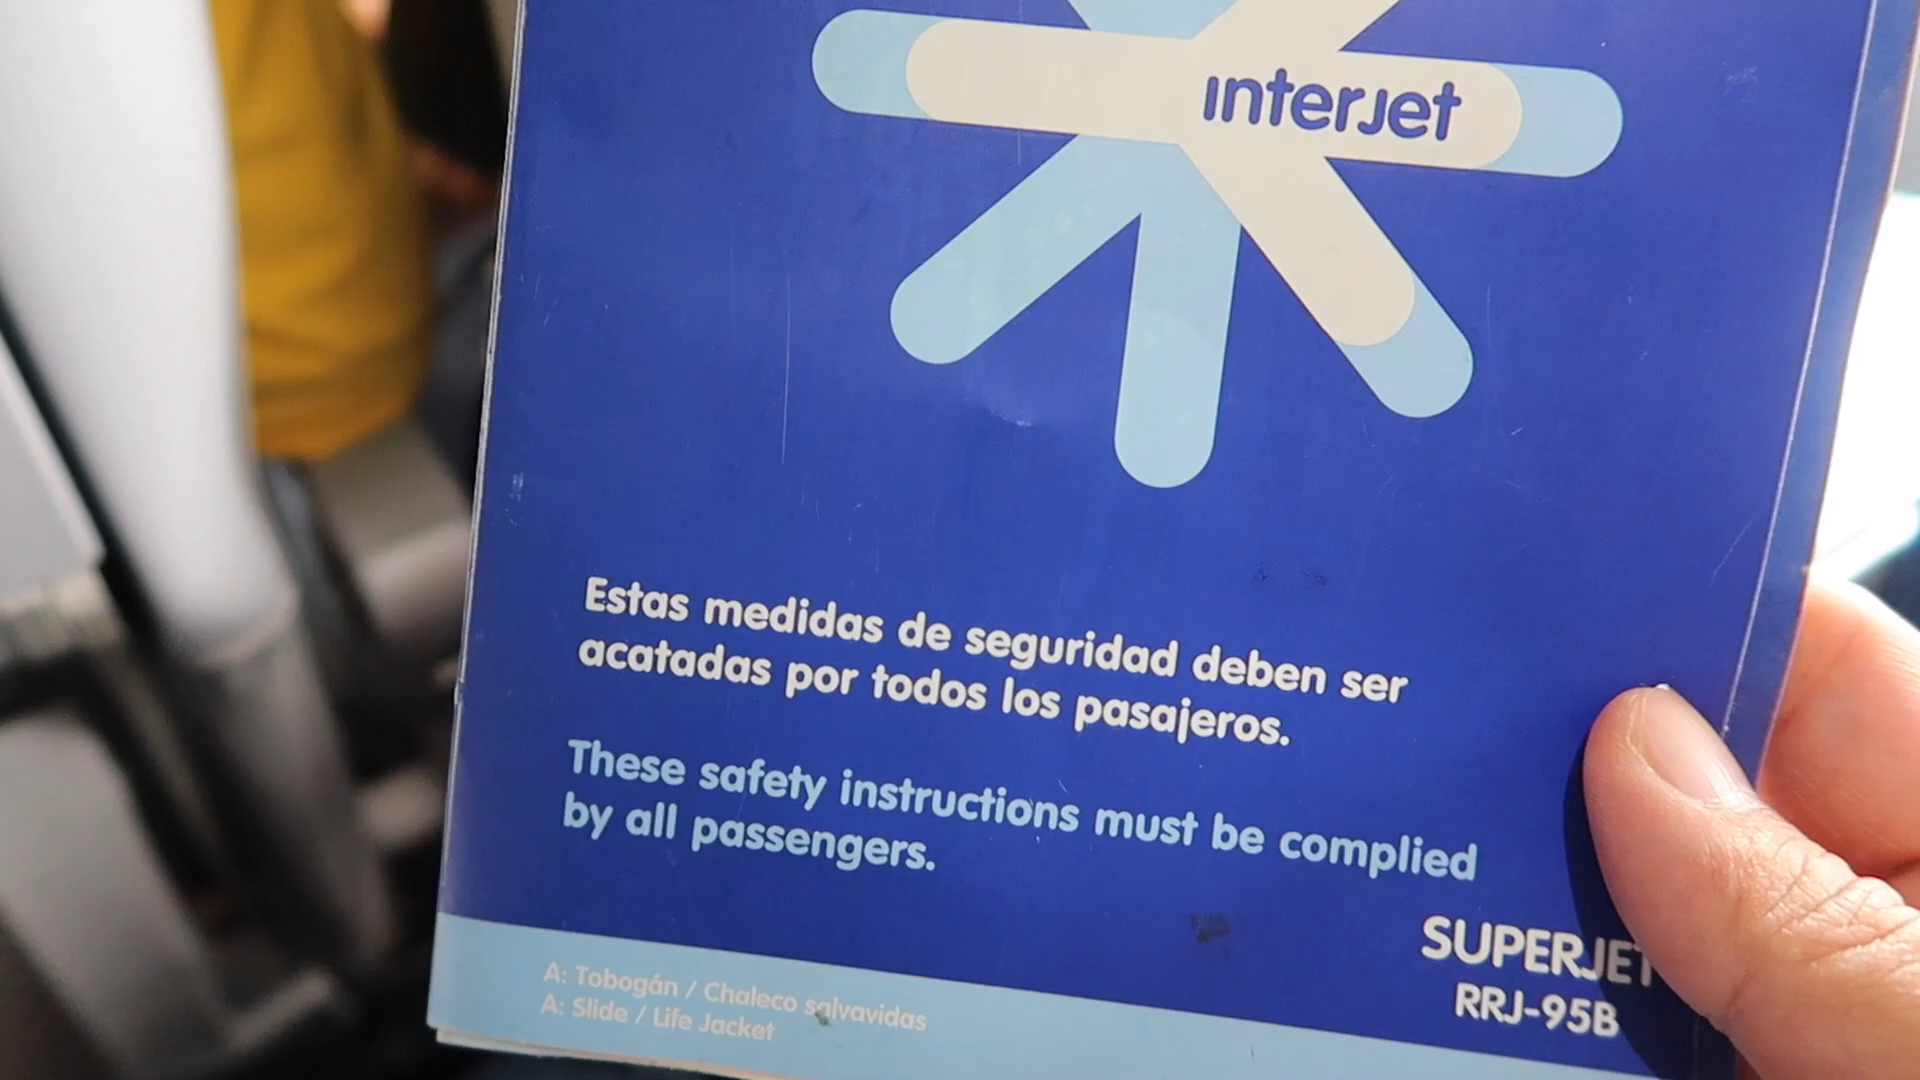 interjet
Estas medidas de seguridad deben ser
acatadas por todos los pasajeros.
These safety instructions must be complied
by all passengers.
SUPERJET
RRJ-95B
A: Tobogán / Chaleco salvavidas
A: Slide / Life Jacket